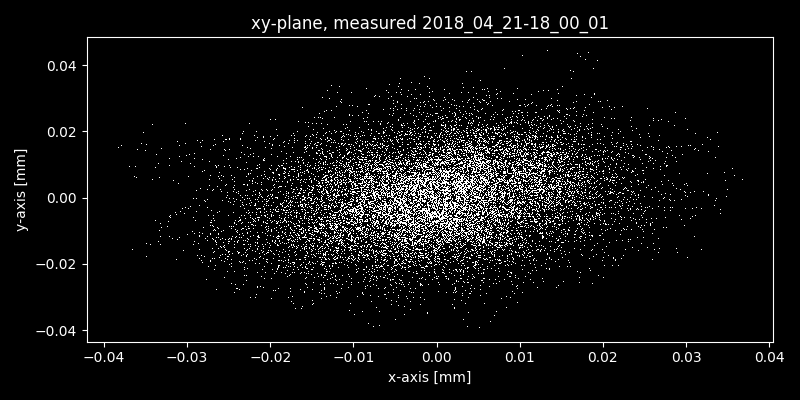 xy-plane, measured 2018_04_21-18_00_01
0.04
0.02
0.00
−0.02
−0.04
y-axis [mm]
−0.04 −0.03 −0.02 −0.01 0.00 0.01 0.02 0.03 0.04
x-axis [mm]